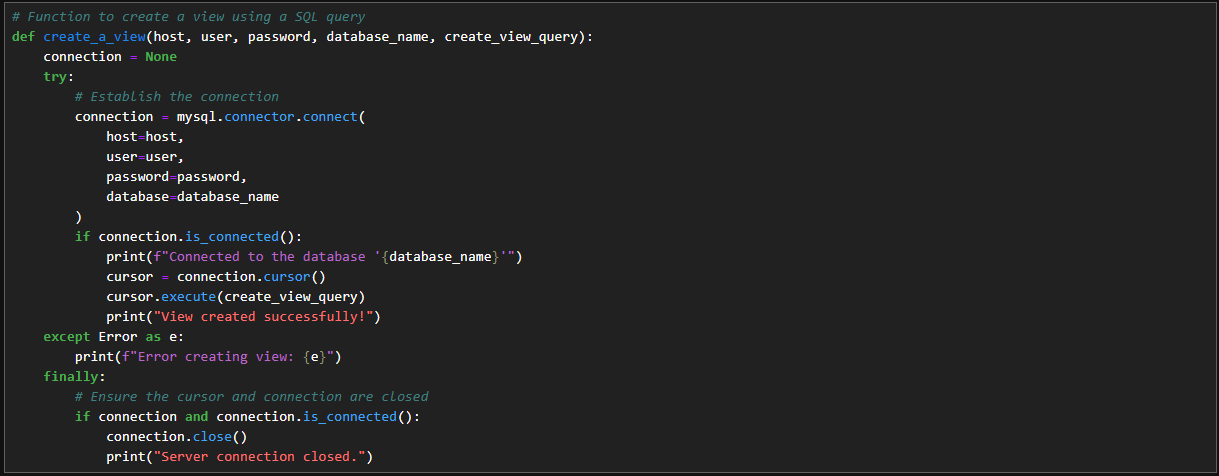 # Function to create a view using a SQL query
def create_a_view(host, user, password, database_name, create_view_query):
    connection = None
    try:
        # Establish the connection
        connection = mysql.connector.connect(
            host=host,
            user=user,
            password=password,
            database=database_name
        )
        if connection.is_connected():
            print(f"Connected to the database '{database_name}'")
            cursor = connection.cursor()
            cursor.execute(create_view_query)
            print("View created successfully!")
    except Error as e:
        print(f"Error creating view: {e}")
    finally:
        # Ensure the cursor and connection are closed
        if connection and connection.is_connected():
            connection.close()
            print("Server connection closed.")